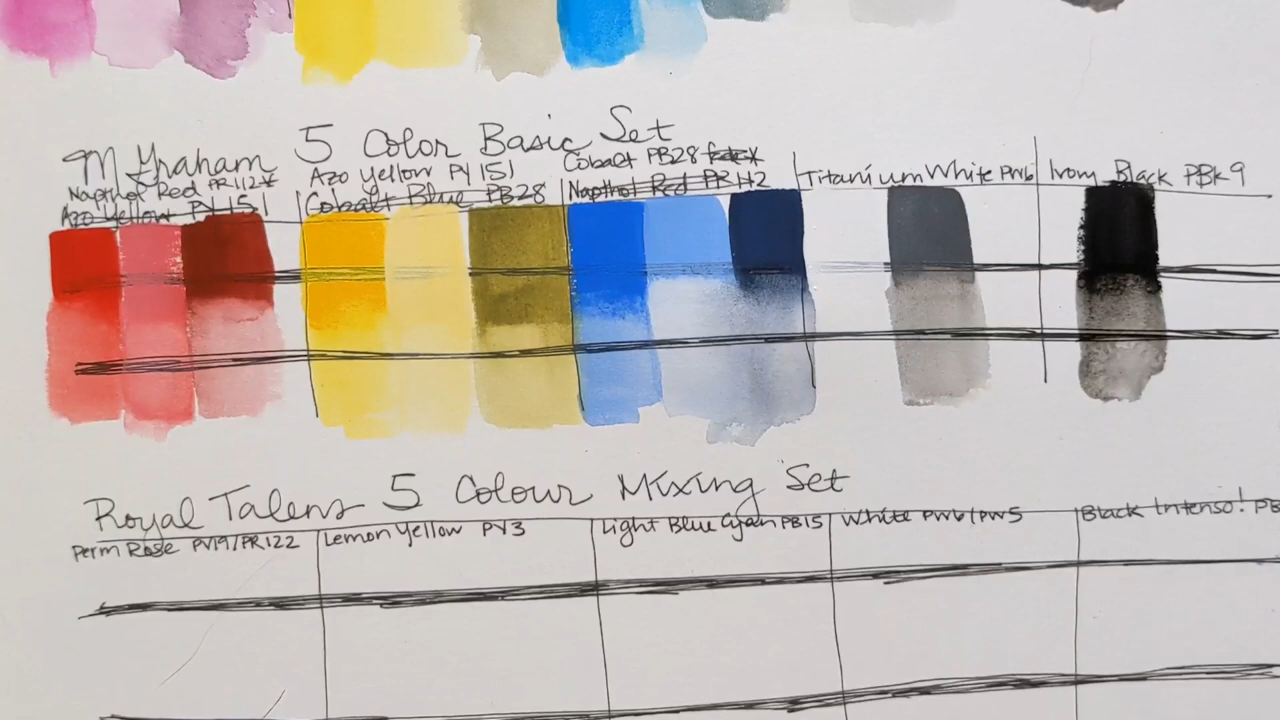 M Graham 5 Color Basic Set
Napthol Red PR112
Azo Yellow PY151
Azo Yellow PY151
Cobalt Blue PB28
Cobalt PB28
Napthol Red PR112
Titanium White PW6
Ivory Black PBk9
Royal Talens 5 Colour Mixing Set
Perm Rose PV19/PR122
Lemon Yellow PY3
Light Blue Cyan PB15
White PW6/PW5
Black Intenso! PB